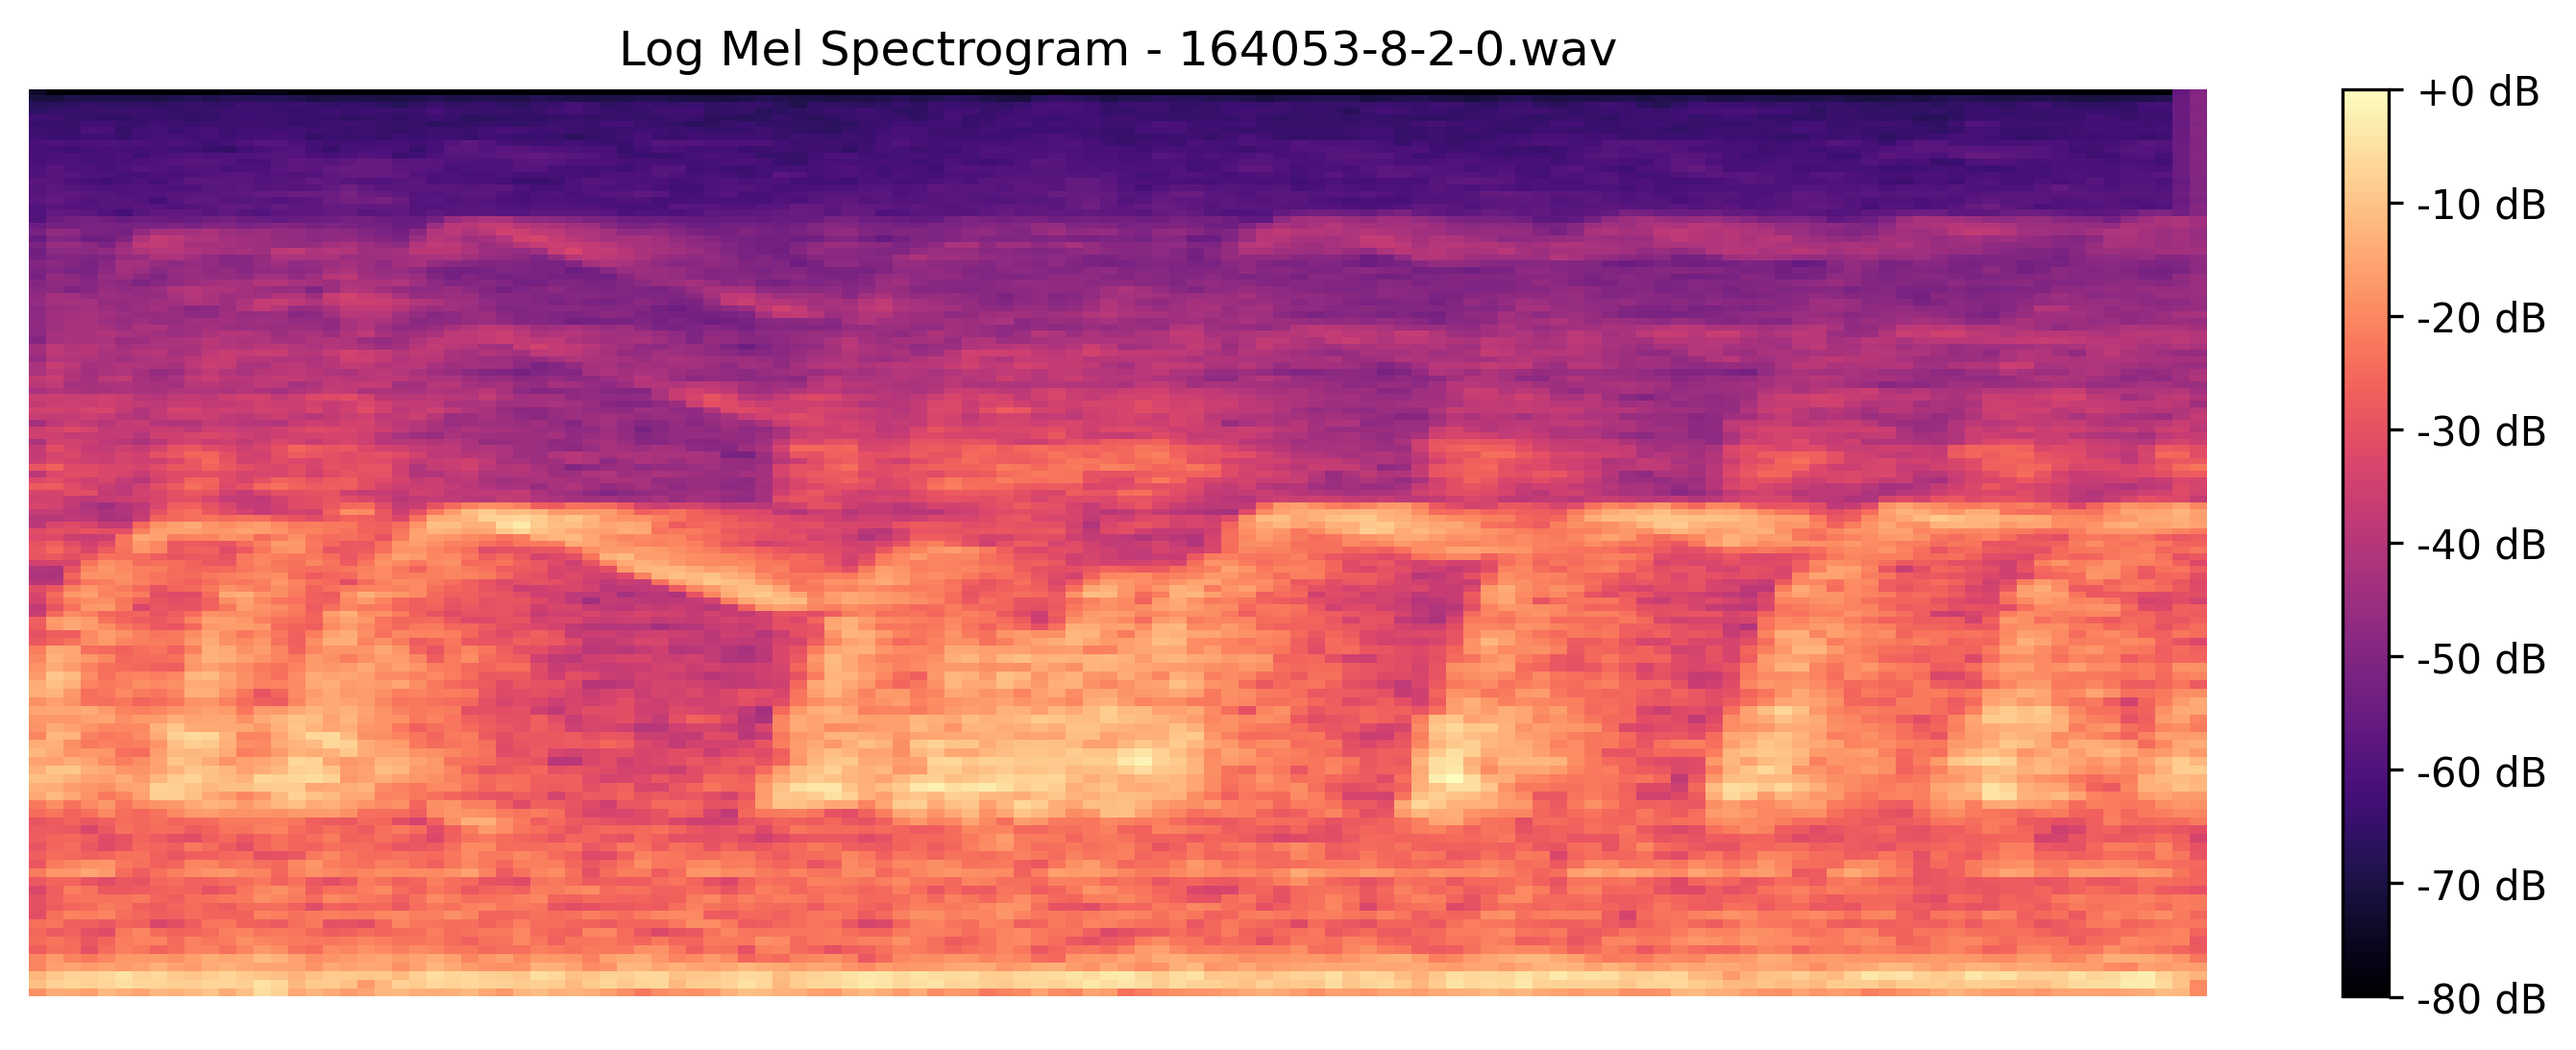 Log Mel Spectrogram - 164053-8-2-0.wav
+0 dB
-10 dB
-20 dB
-30 dB
-40 dB
-50 dB
-60 dB
-70 dB
-80 dB